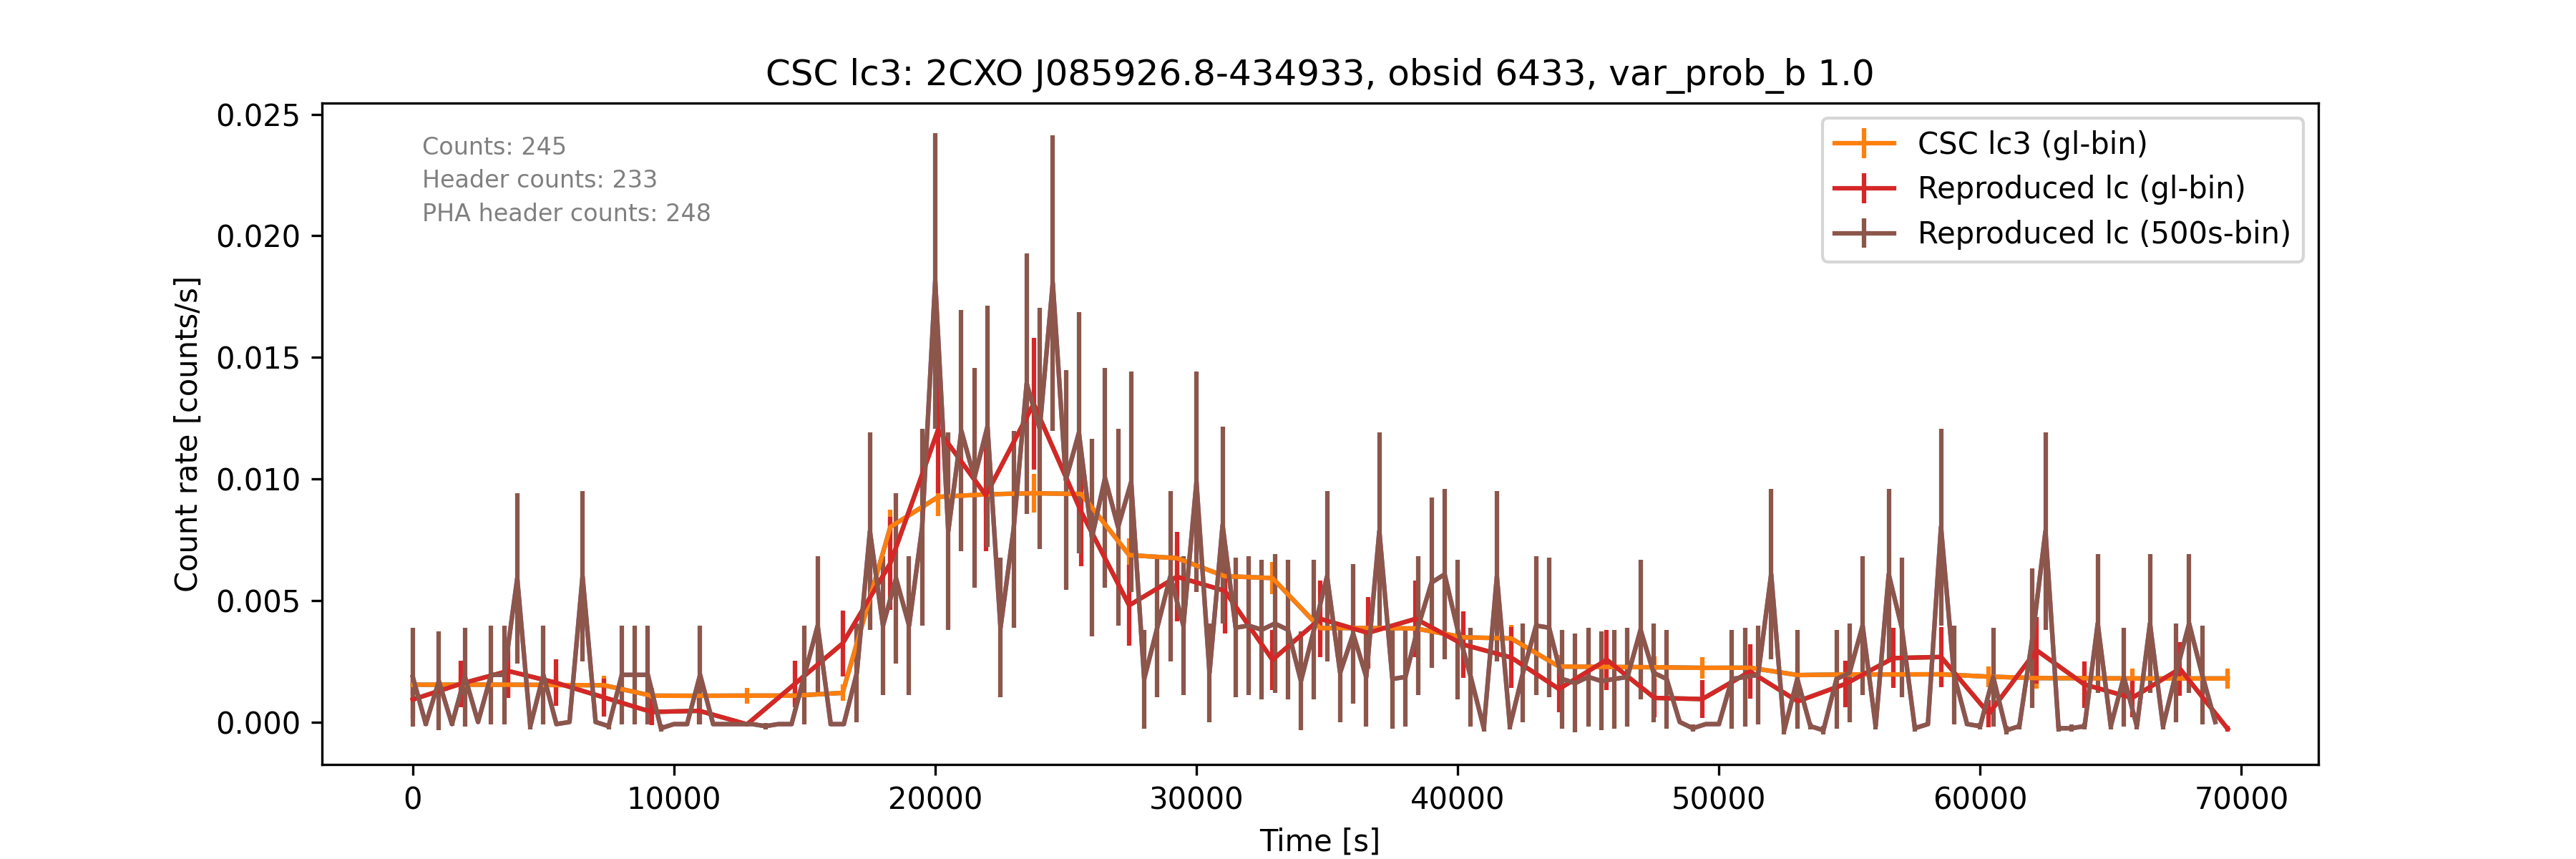 CSC lc3: 2CXO J085926.8-434933, obsid 6433, var_prob_b 1.0
Counts: 245
Header counts: 233
PHA header counts: 248
CSC lc3 (gl-bin)
Reproduced lc (gl-bin)
Reproduced lc (500s-bin)
Count rate [counts/s]
0.025
0.020
0.015
0.010
0.005
0.000
0 10000 20000 30000 40000 50000 60000 70000
Time [s]